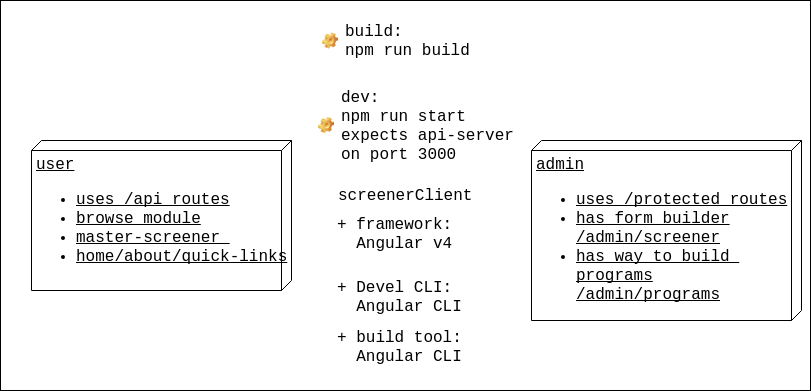 build:
npm run build
dev:
npm run start
expects api-server
on port 3000
user
• uses /api routes
• browse module
• master-screener
• home/about/quick-links
screenerClient
+ framework:
Angular v4
+ Devel CLI:
Angular CLI
+ build tool:
Angular CLI
admin
• uses /protected routes
• has form builder
/admin/screener
• has way to build
programs
/admin/programs